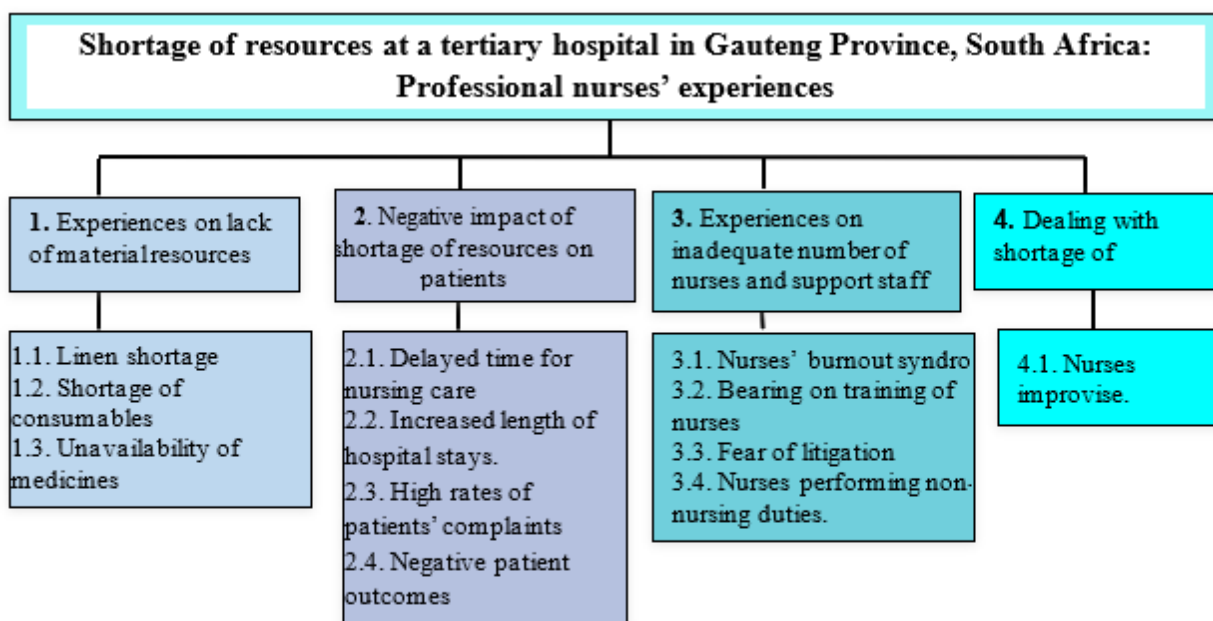 Shortage of resources at a tertiary hospital in Gauteng Province, South Africa:
Professional nurses’ experiences
1. Experiences on lack
of material resources
2. Negative impact of
shortage of resources on
patients
3. Experiences on
inadequate number of
nurses and support staff
4. Dealing with
shortage of
1.1. Linen shortage
1.2. Shortage of
consumables
1.3. Unavailability of
medicines
2.1. Delayed time for
nursing care
2.2. Increased length of
hospital stays.
2.3. High rates of
patients’ complaints
2.4. Negative patient
outcomes
3.1. Nurses’ burnout syndro
3.2. Bearing on training of
nurses
3.3. Fear of litigation
3.4. Nurses performing non-
nursing duties.
4.1. Nurses
improvise.